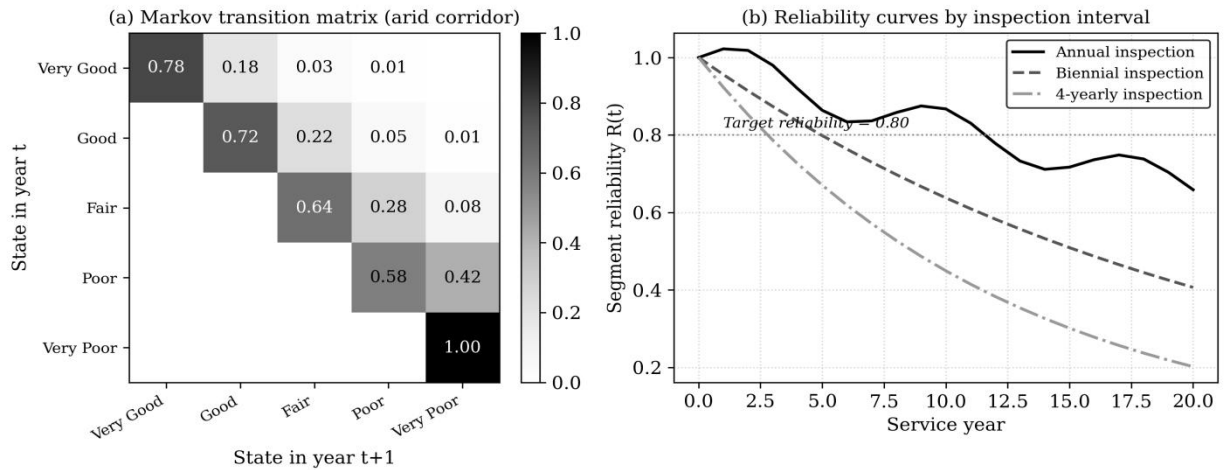 (a) Markov transition matrix (arid corridor)
State in year t
Very Good
Good
Fair
Poor
Very Poor
0.78 0.18 0.03 0.01
0.72 0.22 0.05 0.01
0.64 0.28 0.08
0.58 0.42
1.00
Very Good
Good
Fair
Poor
Very Poor
State in year t+1
1.0
0.8
0.6
0.4
0.2
0.0
(b) Reliability curves by inspection interval
Segment reliability R(t)
1.0
0.8
0.6
0.4
0.2
Annual inspection
Biennial inspection
4-yearly inspection
Target reliability = 0.80
0.0 2.5 5.0 7.5 10.0 12.5 15.0 17.5 20.0
Service year